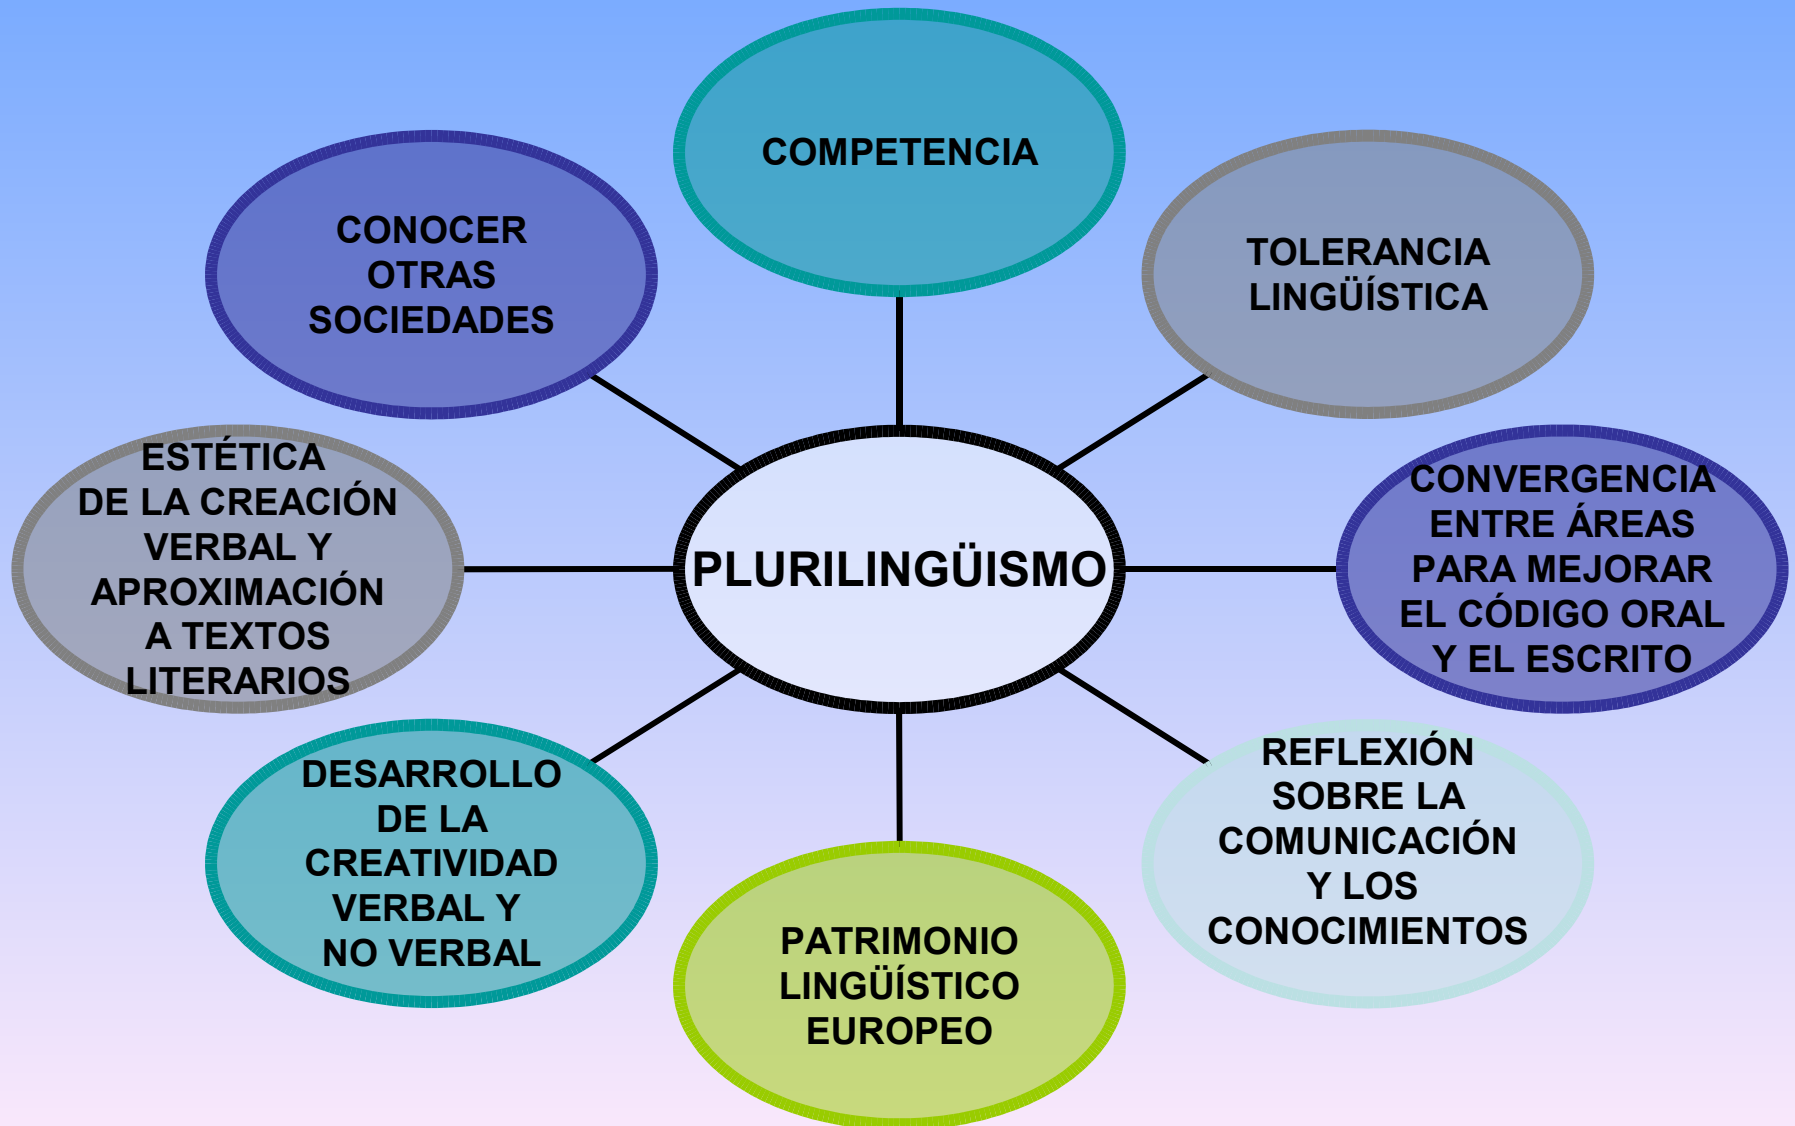 COMPETENCIA
CONOCER
OTRAS
SOCIEDADES
TOLERANCIA
LINGÜÍSTICA
ESTÉTICA
DE LA CREACIÓN
VERBAL Y
APROXIMACIÓN
A TEXTOS
LITERARIOS
PLURILINGÜISMO
CONVERGENCIA
ENTRE ÁREAS
PARA MEJORAR
EL CÓDIGO ORAL
Y EL ESCRITO
DESARROLLO
DE LA
CREATIVIDAD
VERBAL Y
NO VERBAL
PATRIMONIO
LINGÜÍSTICO
EUROPEO
REFLEXIÓN
SOBRE LA
COMUNICACIÓN
Y LOS
CONOCIMIENTOS